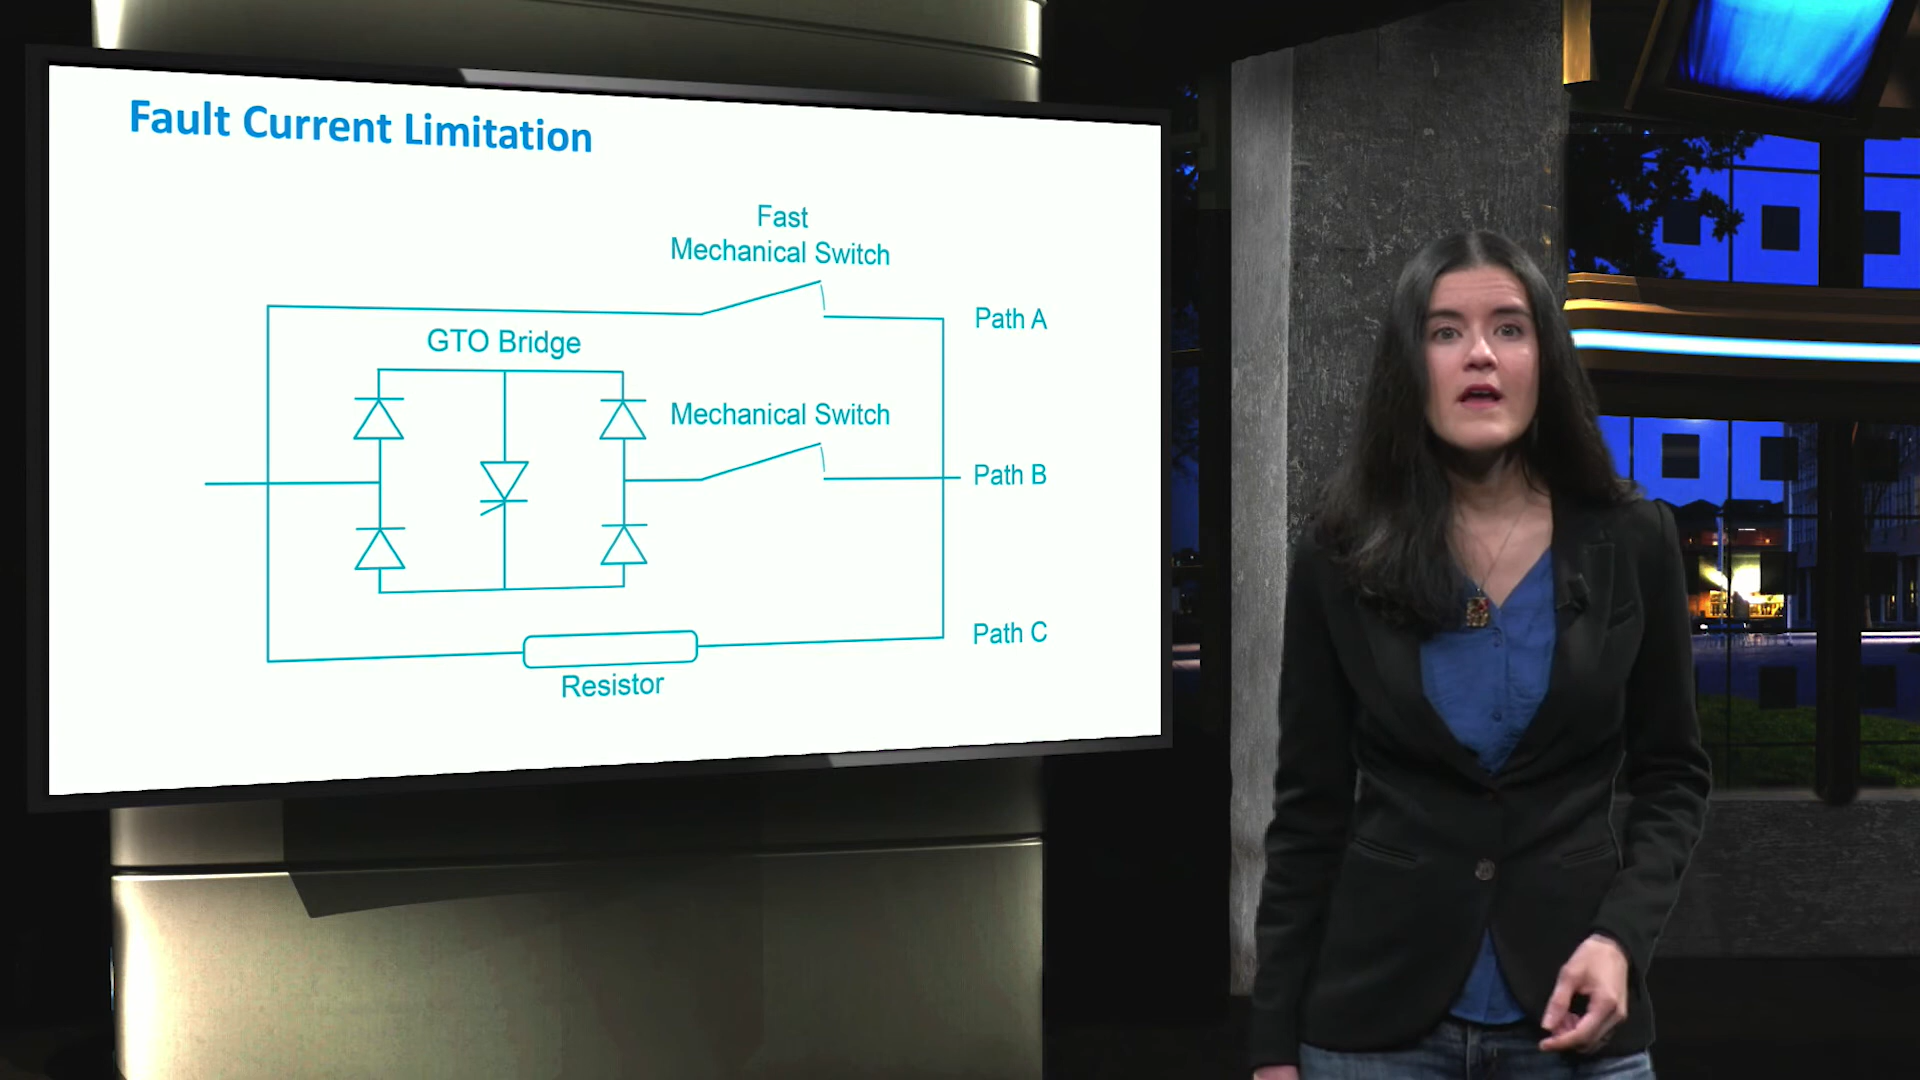 Fault Current Limitation
Fast
Mechanical Switch
Path A
GTO Bridge
Mechanical Switch
Path B
Path C
Resistor